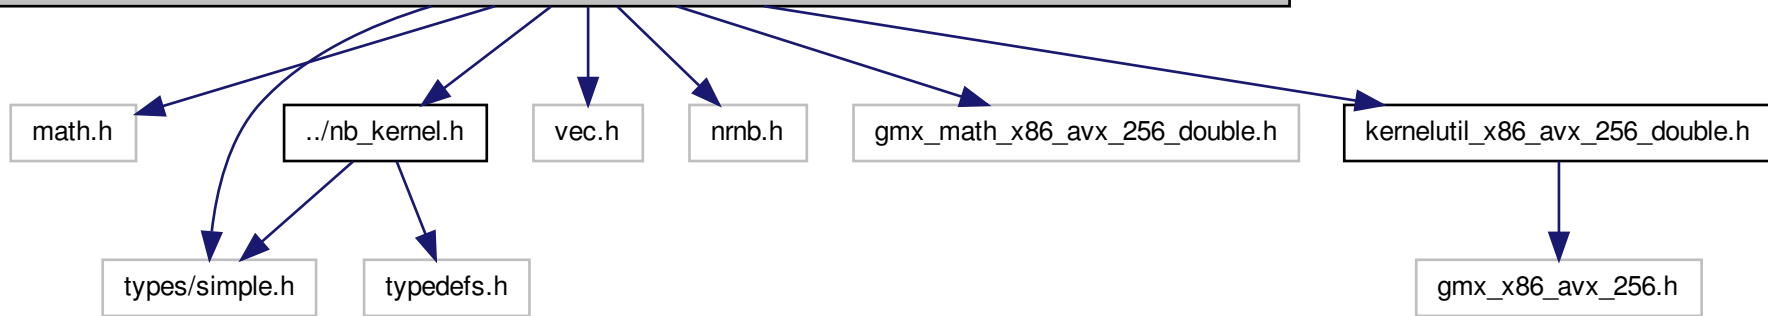 math.h
../nb_kernel.h
vec.h
nrnb.h
gmx_math_x86_avx_256_double.h
kernelutil_x86_avx_256_double.h
types/simple.h
typedefs.h
gmx_x86_avx_256.h